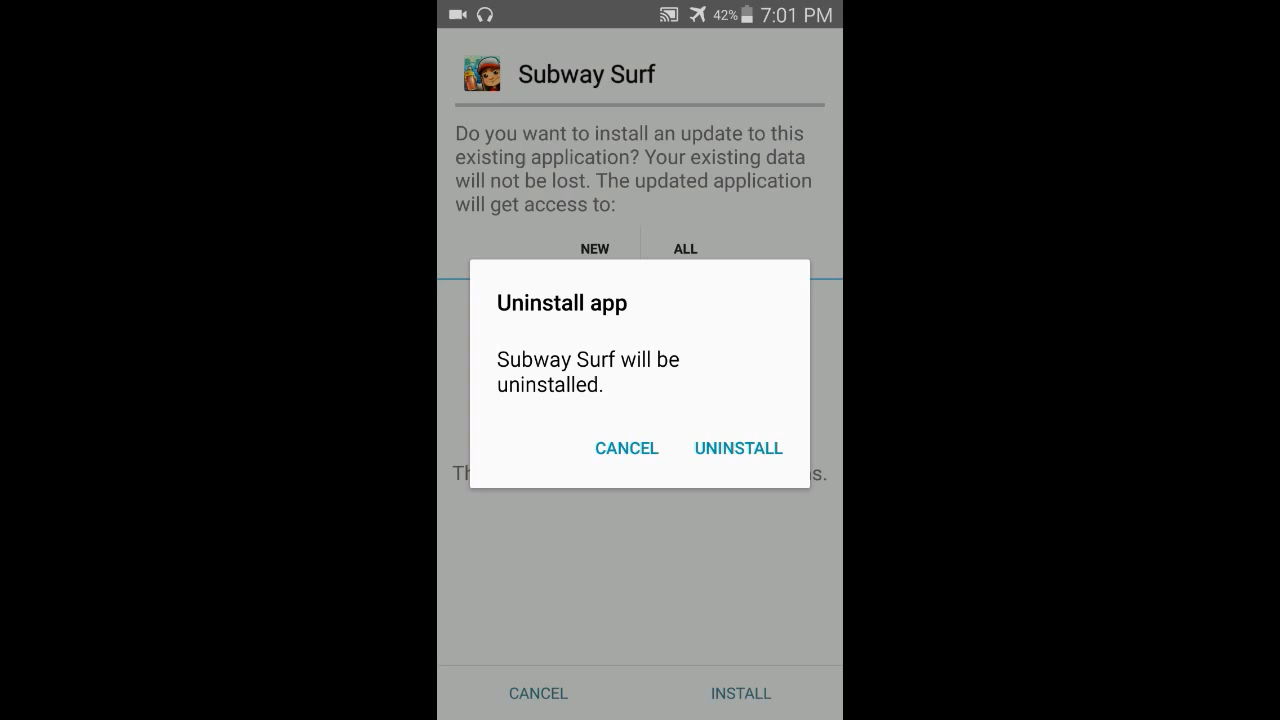 42% 7:01 PM
Subway Surf
Do you want to install an update to this
existing application? Your existing data
will not be lost. The updated application
will get access to:
NEW ALL
Uninstall app
Subway Surf will be
uninstalled.
CANCEL UNINSTALL
CANCEL INSTALL